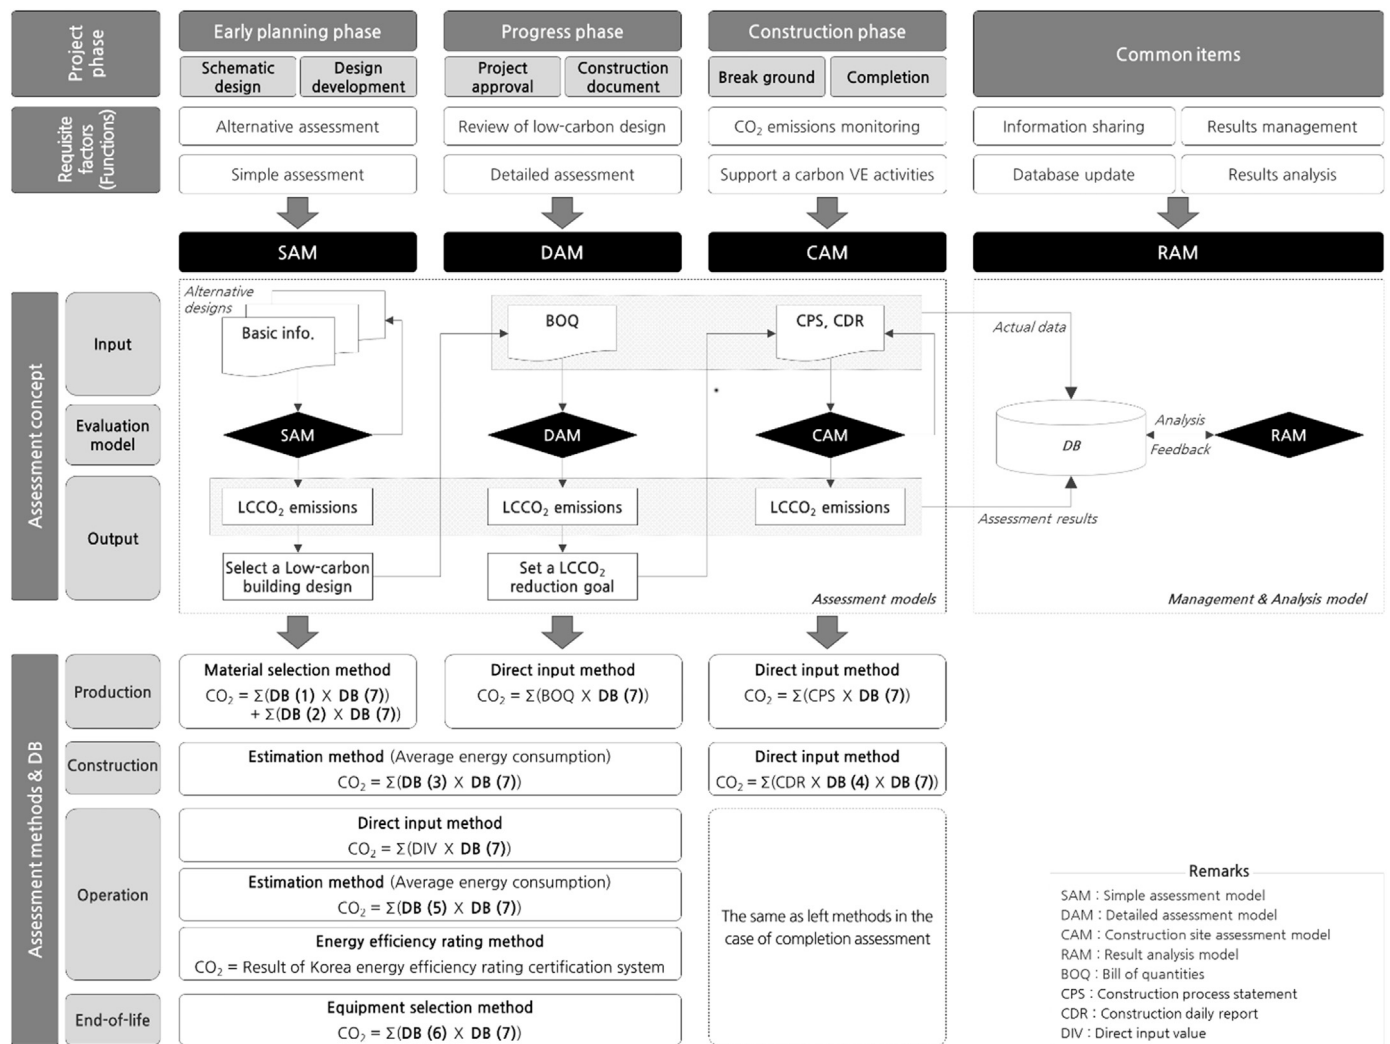 Project
phase
Early planning phase
Progress phase
Construction phase
Common items
Schematic
design
Design
development
Project
approval
Construction
document
Break ground
Completion
Requisite
factors
(Functions)
Alternative assessment
Review of low-carbon design
CO₂ emissions monitoring
Information sharing
Results management
Simple assessment
Detailed assessment
Support a carbon VE activities
Database update
Results analysis
SAM
DAM
CAM
RAM
Assessment concept
Input
Evaluation
model
Output
Alternative
designs
Basic info.
BOQ
CPS, CDR
Actual data
*
SAM
DAM
CAM
DB
Analysis
Feedback
RAM
LCCO₂ emissions
LCCO₂ emissions
LCCO₂ emissions
Assessment results
Select a Low-carbon
building design
Set a LCCO₂
reduction goal
Assessment models
Management & Analysis model
Assessment methods & DB
Production
Material selection method
CO₂ = Σ(DB (1) X DB (7))
+ Σ(DB (2) X DB (7))
Direct input method
CO₂ = Σ(BOQ X DB (7))
Direct input method
CO₂ = Σ(CPS X DB (7))
Construction
Estimation method (Average energy consumption)
CO₂ = Σ(DB (3) X DB (7))
Direct input method
CO₂ = Σ(CDR X DB (4) X DB (7))
Operation
Direct input method
CO₂ = Σ(DIV X DB (7))
Estimation method (Average energy consumption)
CO₂ = Σ(DB (5) X DB (7))
Energy efficiency rating method
CO₂ = Result of Korea energy efficiency rating certification system
The same as left methods in the
case of completion assessment
End-of-life
Equipment selection method
CO₂ = Σ(DB (6) X DB (7))
Remarks
SAM : Simple assessment model
DAM : Detailed assessment model
CAM : Construction site assessment model
RAM : Result analysis model
BOQ : Bill of quantities
CPS : Construction process statement
CDR : Construction daily report
DIV : Direct input value